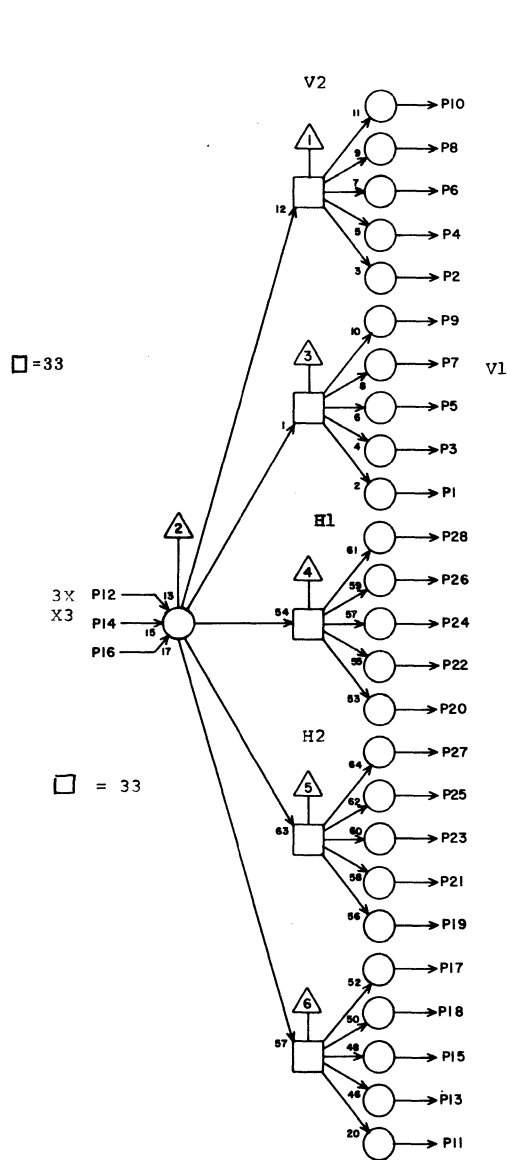 V2
11 P10
1
9 P8
7 P6
12
5 P4
3 P2
10 P9
3
□=33
8 P7
V1
6 P5
1
4 P3
2 P1
H1
2
61 P28
4
59 P26
3X P12 13
X3 P14 15
54
57 P24
P16 17
55 P22
53 P20
H2
64 P27
□ = 33
5
62 P25
63
60 P23
58 P21
56 P19
52 P17
6
50 P18
57
48 P15
46 P13
20 P11